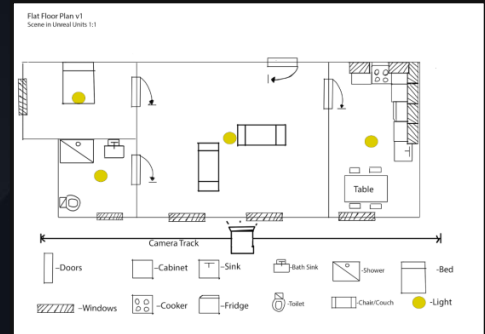 Flat Floor Plan v1
Scene in Unreal Units 1:1
Table
Camera Track
-Doors
-Cabinet
-Sink
-Bath Sink
-Shower
-Bed
-Windows
-Cooker
-Fridge
-Toilet
-Chair/Couch
-Light